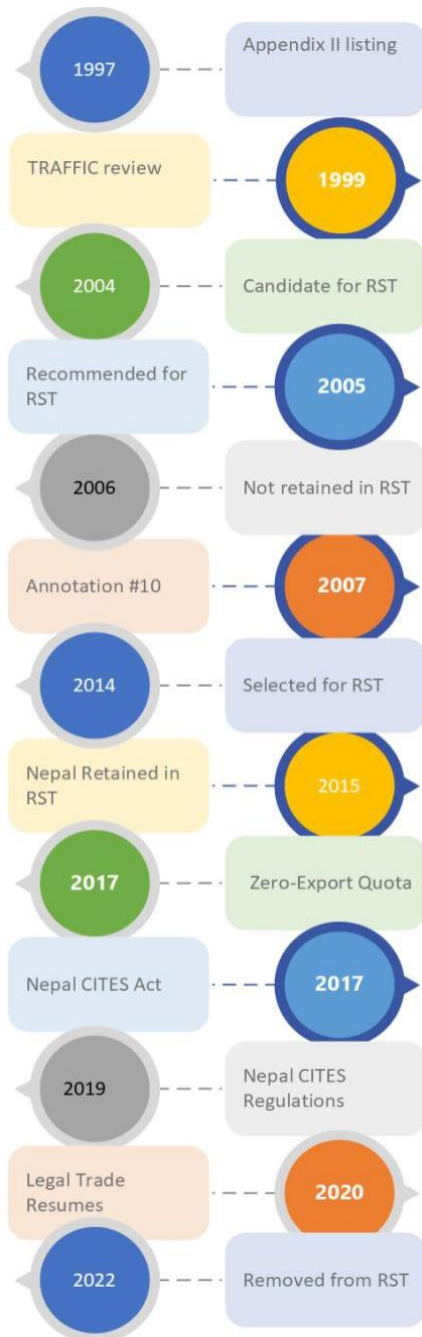 1997
Appendix II listing
TRAFFIC review
1999
2004
Candidate for RST
Recommended for
RST
2005
2006
Not retained in RST
Annotation #10
2007
2014
Selected for RST
Nepal Retained in
RST
2015
2017
Zero-Export Quota
Nepal CITES Act
2017
2019
Nepal CITES
Regulations
Legal Trade
Resumes
2020
2022
Removed from RST